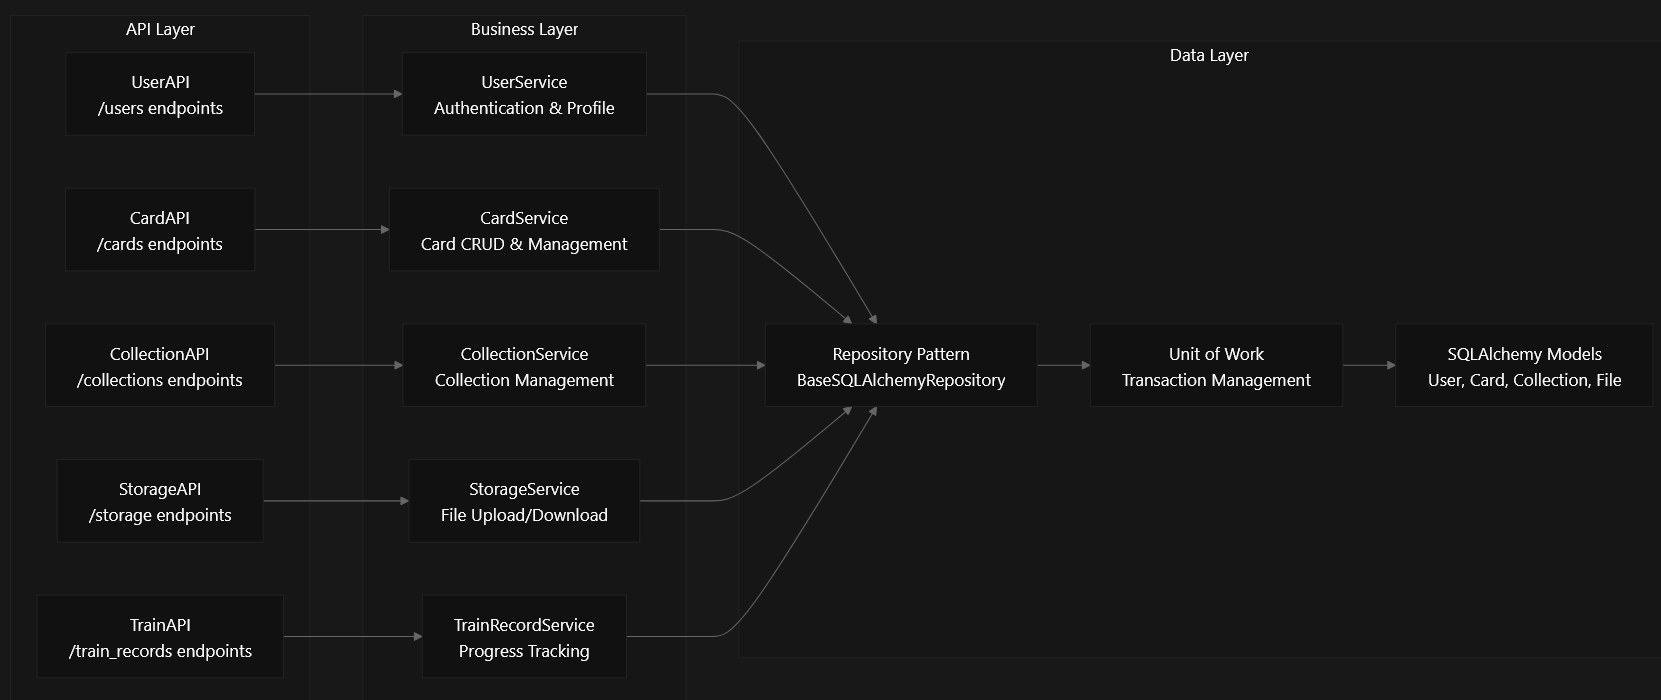 API Layer
UserAPI
/users endpoints
CardAPI
/cards endpoints
CollectionAPI
/collections endpoints
StorageAPI
/storage endpoints
TrainAPI
/train_records endpoints
Business Layer
UserService
Authentication & Profile
CardService
Card CRUD & Management
CollectionService
Collection Management
StorageService
File Upload/Download
TrainRecordService
Progress Tracking
Data Layer
Repository Pattern
BaseSQLAlchemyRepository
Unit of Work
Transaction Management
SQLAlchemy Models
User, Card, Collection, File